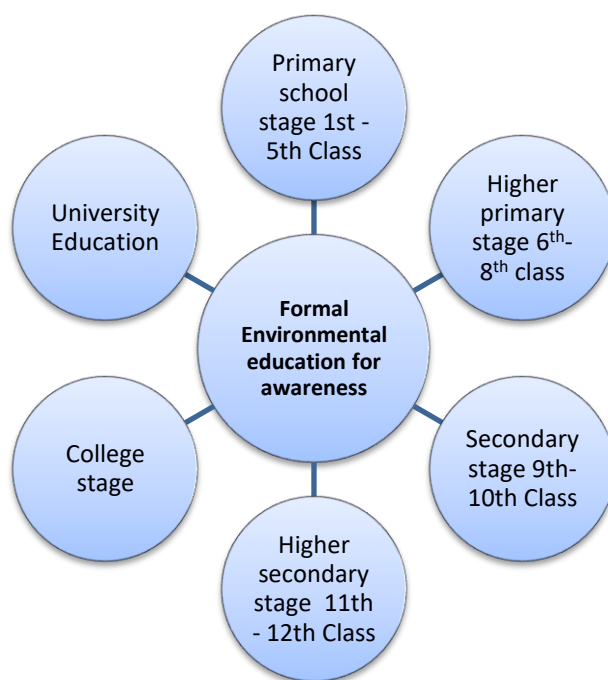 Primary
school
stage 1st -
5th Class
Higher
primary
stage 6th-
8th class
Secondary
stage 9th-
10th Class
Higher
secondary
stage 11th
- 12th Class
College
stage
University
Education
Formal
Environmental
education for
awareness